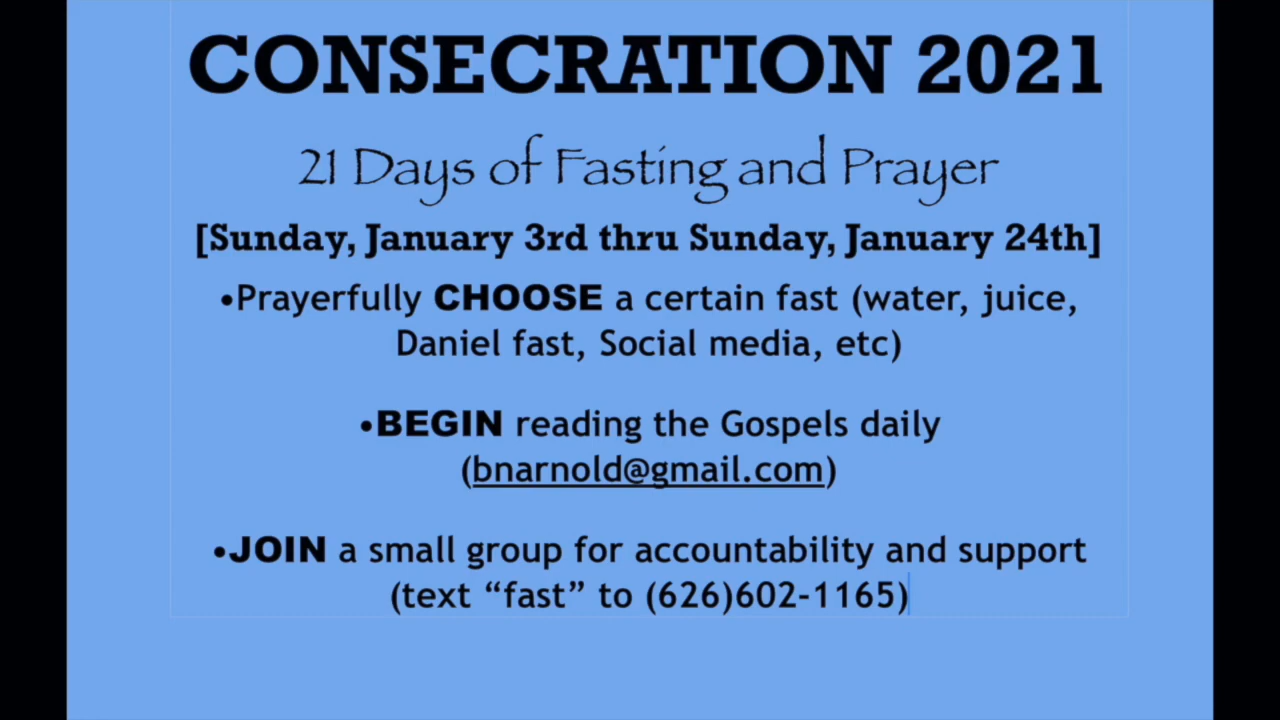 CONSECRATION 2021
21 Days of Fasting and Prayer
[Sunday, January 3rd thru Sunday, January 24th]
•Prayerfully CHOOSE a certain fast (water, juice,
Daniel fast, Social media, etc)
•BEGIN reading the Gospels daily
(bnarnold@gmail.com)
•JOIN a small group for accountability and support
(text “fast” to (626)602-1165)